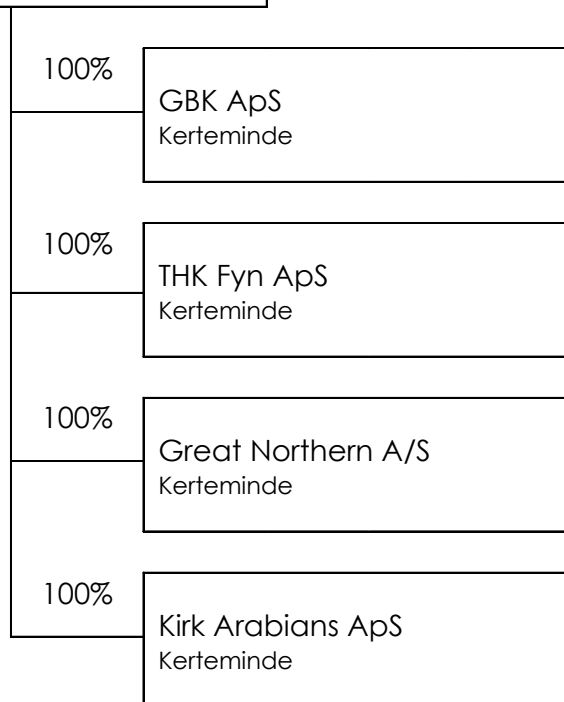 100%
GBK ApS
Kerteminde
100%
THK Fyn ApS
Kerteminde
100%
Great Northern A/S
Kerteminde
100%
Kirk Arabians ApS
Kerteminde